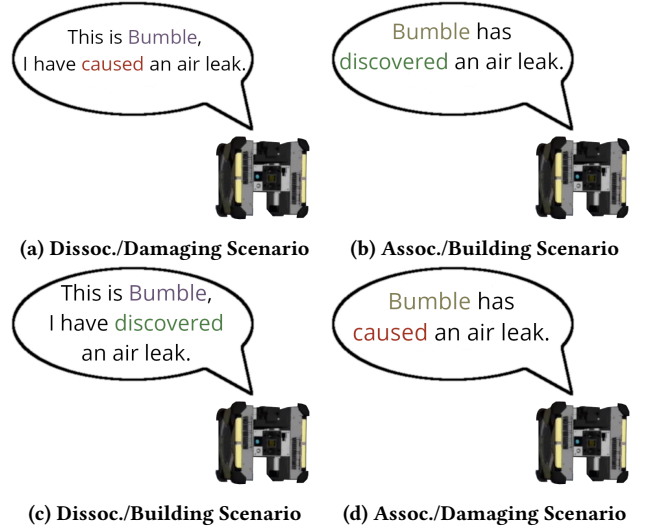 This is Bumble,
I have caused an air leak.
Bumble has
discovered an air leak.
(a) Dissoc./Damaging Scenario
(b) Assoc./Building Scenario
This is Bumble,
I have discovered
an air leak.
Bumble has
caused an air leak.
(c) Dissoc./Building Scenario
(d) Assoc./Damaging Scenario